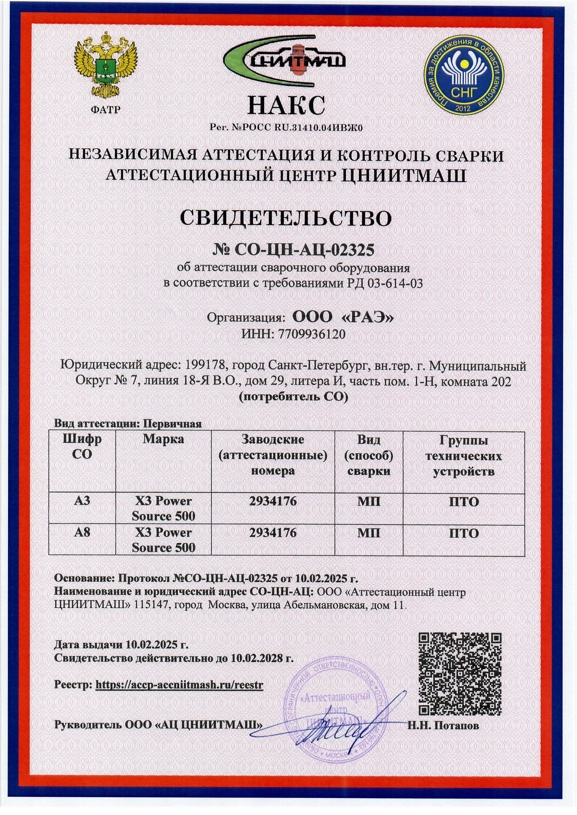 ФАТР
ЦНИИТМАШ
Премия за достижения в области качества
СНГ
2012
НАКС
Рег. №РОСС RU.31410.04ИВЖ0
НЕЗАВИСИМАЯ АТТЕСТАЦИЯ И КОНТРОЛЬ СВАРКИ
АТТЕСТАЦИОННЫЙ ЦЕНТР ЦНИИТМАШ
СВИДЕТЕЛЬСТВО
№ СО-ЦН-АЦ-02325
об аттестации сварочного оборудования
в соответствии с требованиями РД 03-614-03
Организация: ООО «РАЭ»
ИНН: 7709936120
Юридический адрес: 199178, город Санкт-Петербург, вн.тер. г. Муниципальный
Округ № 7, линия 18-Я В.О., дом 29, литера И, часть пом. 1-Н, комната 202
(потребитель СО)
Вид аттестации: Первичная
Шифр СО Марка Заводские (аттестационные) номера Вид (способ) сварки Группы технических устройств
А3 X3 Power Source 500 2934176 МП ПТО
А8 X3 Power Source 500 2934176 МП ПТО
Основание: Протокол №СО-ЦН-АЦ-02325 от 10.02.2025 г.
Наименование и юридический адрес СО-ЦН-АЦ: ООО «Аттестационный центр
ЦНИИТМАШ» 115147, город Москва, улица Абельмановская, дом 11.
Дата выдачи 10.02.2025 г.
Свидетельство действительно до 10.02.2028 г.
Реестр: https://accp-accniitmash.ru/reestr
«Аттестационный
центр
ЦНИИТМАШ»
МОСКВА
Рукводитель ООО «АЦ ЦНИИТМАШ»
Н.Н. Потапов